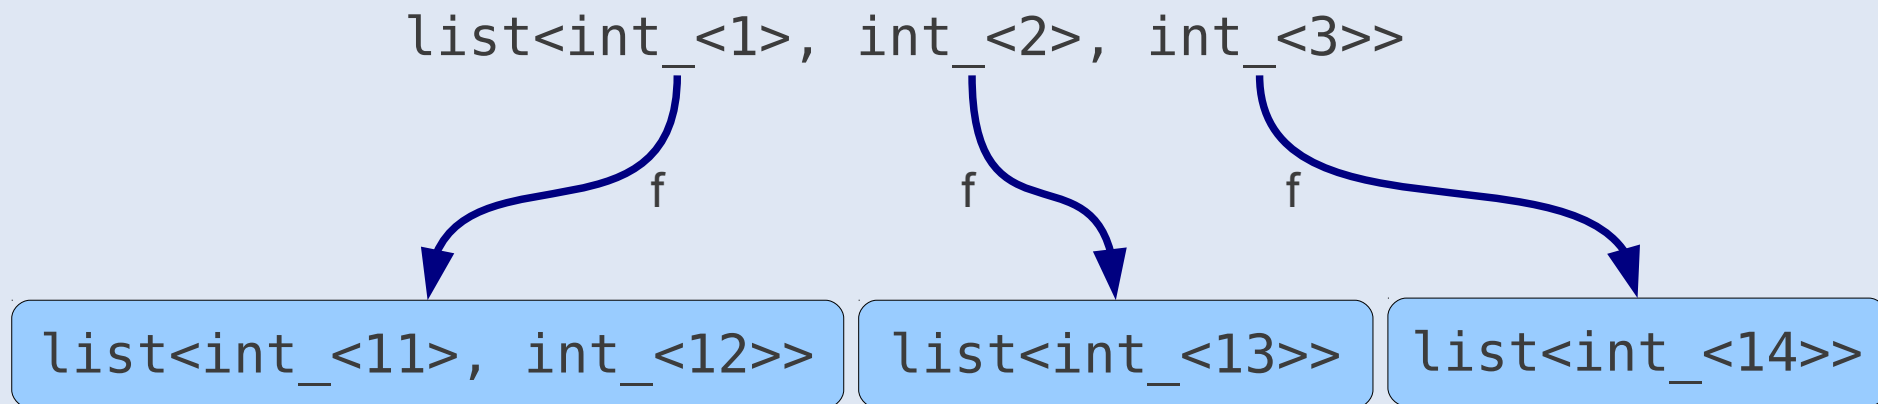 list<int_<1>, int_<2>, int_<3>>
f f f
list<int_<11>, int_<12>> list<int_<13>> list<int_<14>>